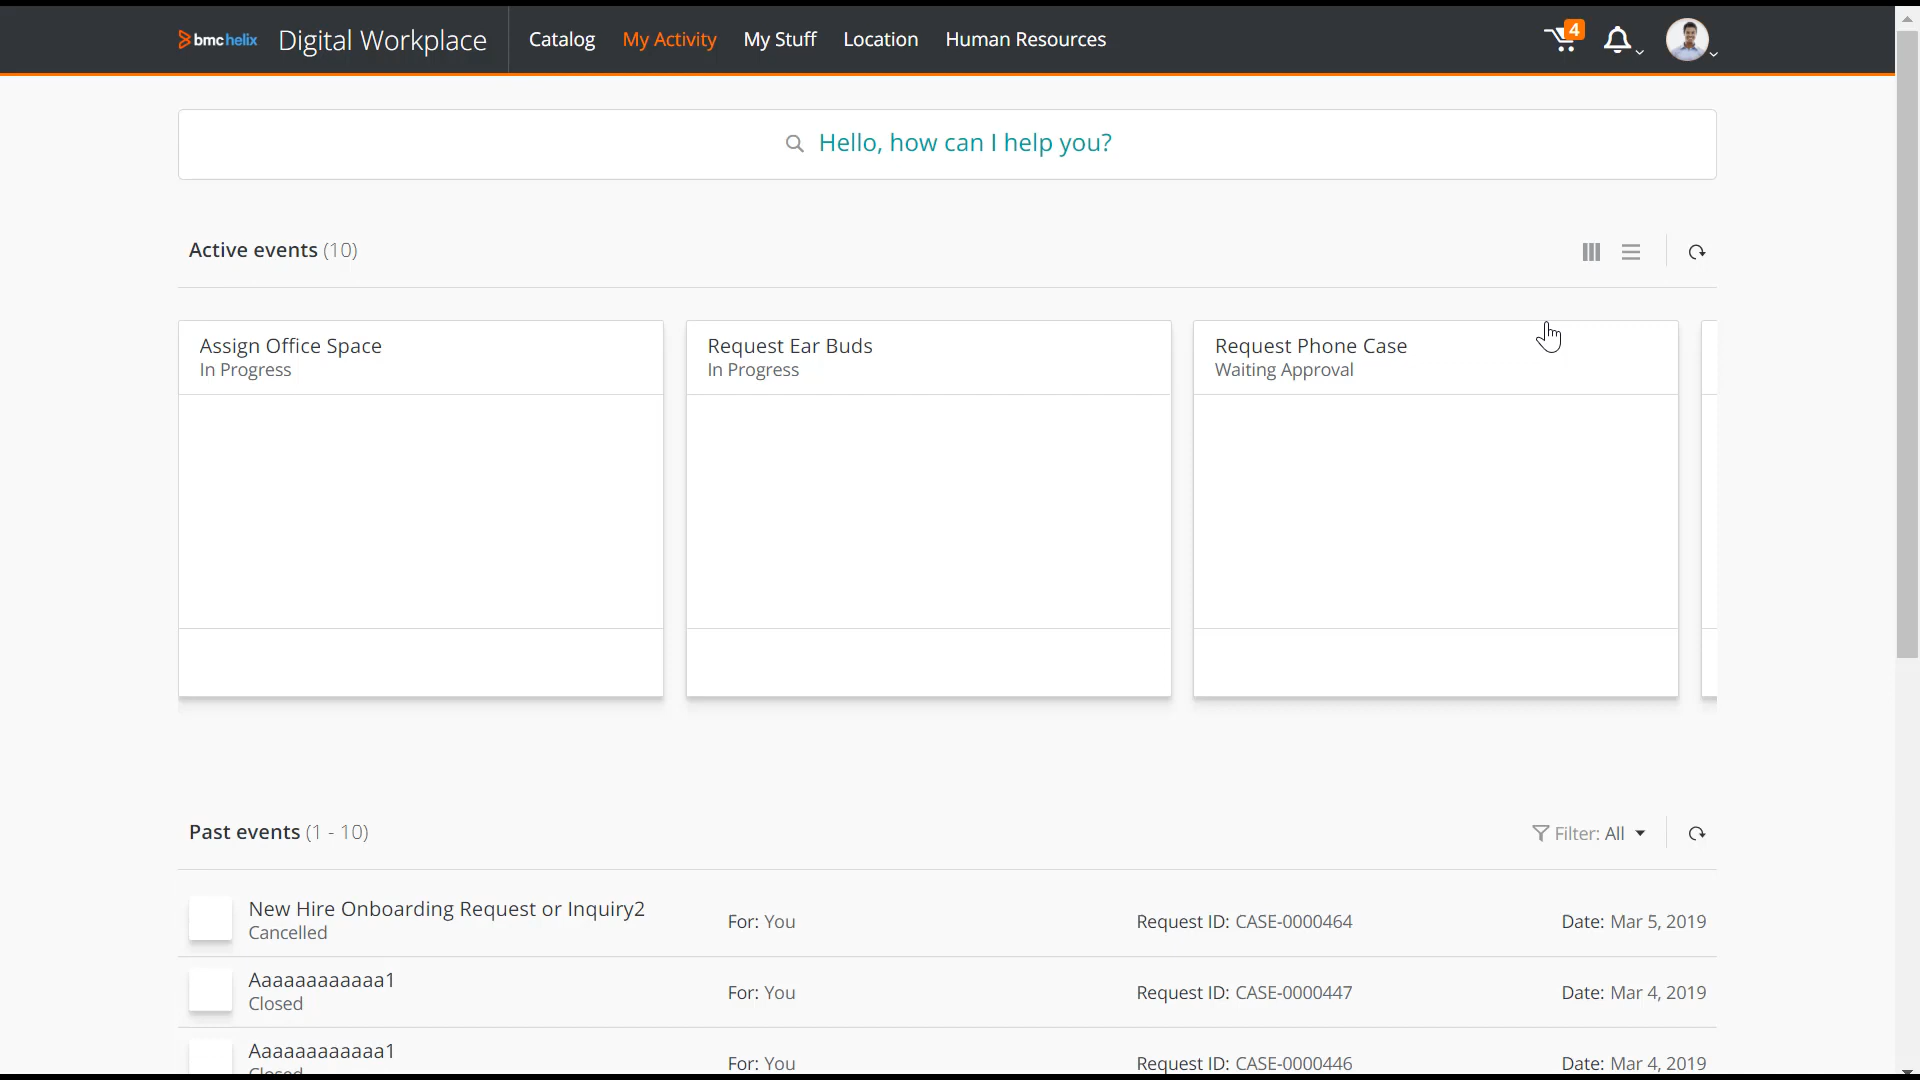 bmc helix Digital Workplace Catalog My Activity My Stuff Location Human Resources 4
Hello, how can I help you?
Active events (10)
Assign Office Space
In Progress
Request Ear Buds
In Progress
Request Phone Case
Waiting Approval
Past events (1 - 10)
Filter: All
New Hire Onboarding Request or Inquiry2
Cancelled
For: You
Request ID: CASE-0000464
Date: Mar 5, 2019
Aaaaaaaaaaaa1
Closed
For: You
Request ID: CASE-0000447
Date: Mar 4, 2019
Aaaaaaaaaaaa1
Closed
For: You
Request ID: CASE-0000446
Date: Mar 4, 2019